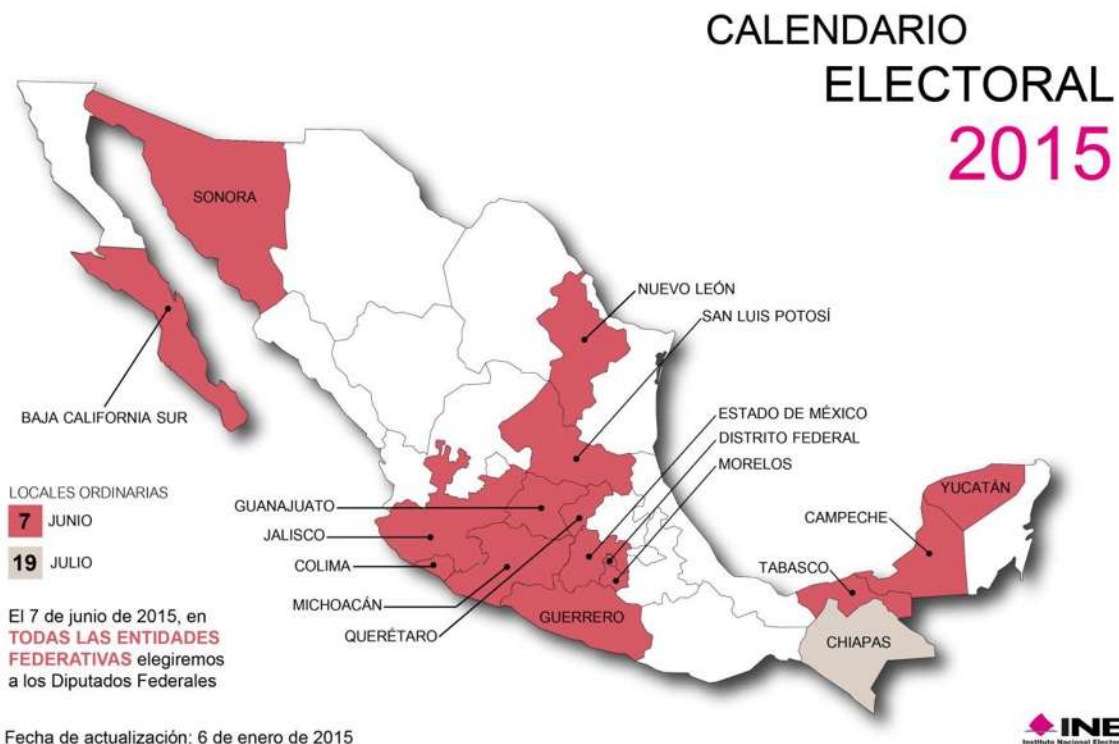 CALENDARIO
ELECTORAL
2015
SONORA
NUEVO LEÓN
SAN LUIS POTOSÍ
BAJA CALIFORNIA SUR
ESTADO DE MÉXICO
DISTRITO FEDERAL
MORELOS
YUCATÁN
CAMPECHE
TABASCO
CHIAPAS
GUANAJUATO
JALISCO
COLIMA
MICHOACÁN
QUERÉTARO
GUERRERO
LOCALES ORDINARIAS
7 JUNIO
19 JULIO
El 7 de junio de 2015, en
TODAS LAS ENTIDADES
FEDERATIVAS elegiremos
a los Diputados Federales
Fecha de actualización: 6 de enero de 2015
INE
Instituto Nacional Elector